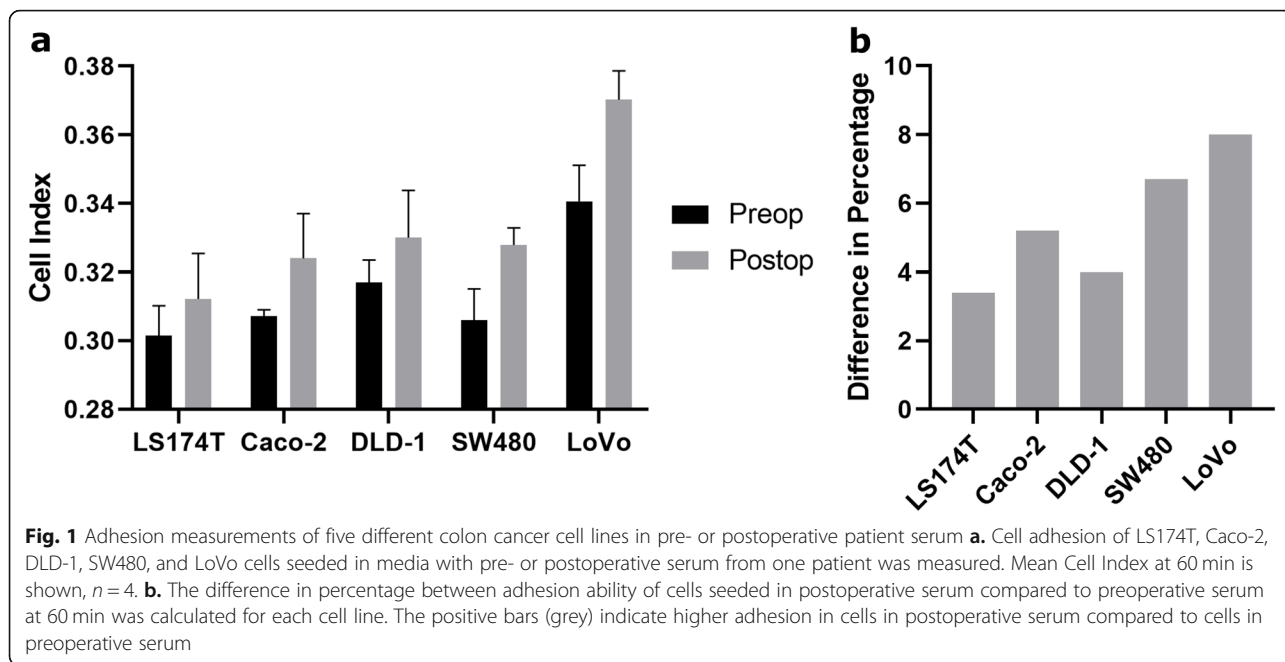 a
0.38
0.36
0.34
0.32
0.30
0.28
Cell Index
LS174T Caco-2 DLD-1 SW480 LoVo
Preop
Postop
b
10
8
6
4
2
0
Difference in Percentage
LS174T Caco-2 DLD-1 SW480 LoVo
Fig. 1 Adhesion measurements of five different colon cancer cell lines in pre- or postoperative patient serum a. Cell adhesion of LS174T, Caco-2,
DLD-1, SW480, and LoVo cells seeded in media with pre- or postoperative serum from one patient was measured. Mean Cell Index at 60 min is
shown, n = 4. b. The difference in percentage between adhesion ability of cells seeded in postoperative serum compared to preoperative serum
at 60 min was calculated for each cell line. The positive bars (grey) indicate higher adhesion in cells in postoperative serum compared to cells in
preoperative serum